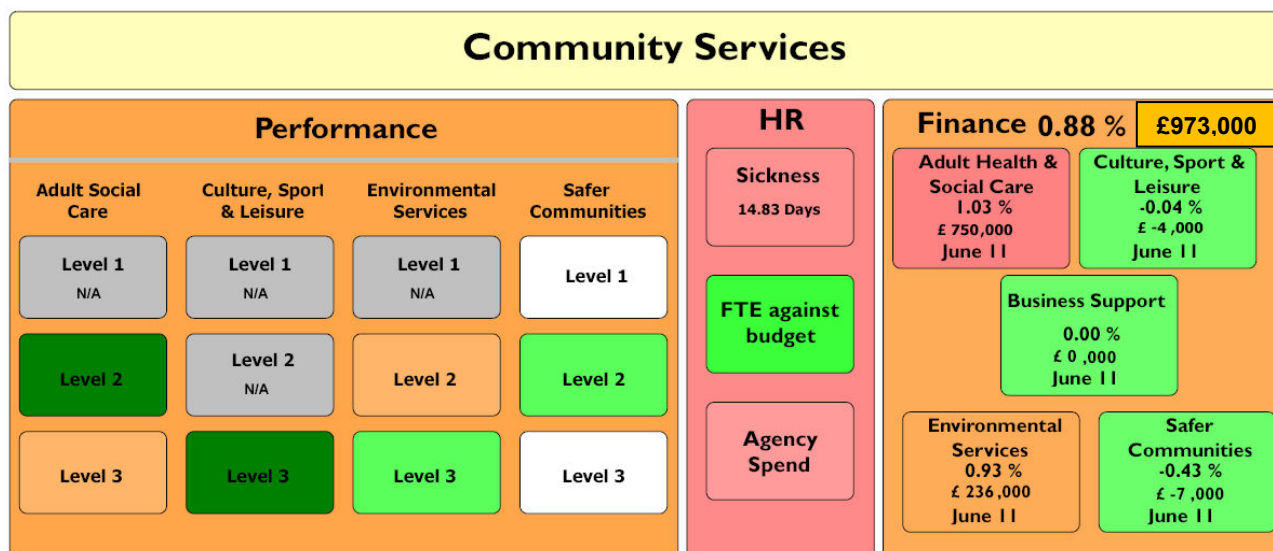 Community Services
Performance
Adult Social
Care
Culture, Sport
& Leisure
Environmental
Services
Safer
Communities
Level 1
N/A
Level 1
N/A
Level 1
N/A
Level 1
Level 2
Level 2
N/A
Level 2
Level 2
Level 3
Level 3
Level 3
Level 3
HR
Sickness
14.83 Days
FTE against
budget
Agency
Spend
Finance 0.88 % £973,000
Adult Health &
Social Care
1.03 %
£ 750,000
June 11
Culture, Sport &
Leisure
-0.04 %
£ -4,000
June 11
Business Support
0.00 %
£ 0 ,000
June 11
Environmental
Services
0.93 %
£ 236,000
June 11
Safer
Communities
-0.43 %
£ -7 ,000
June 11